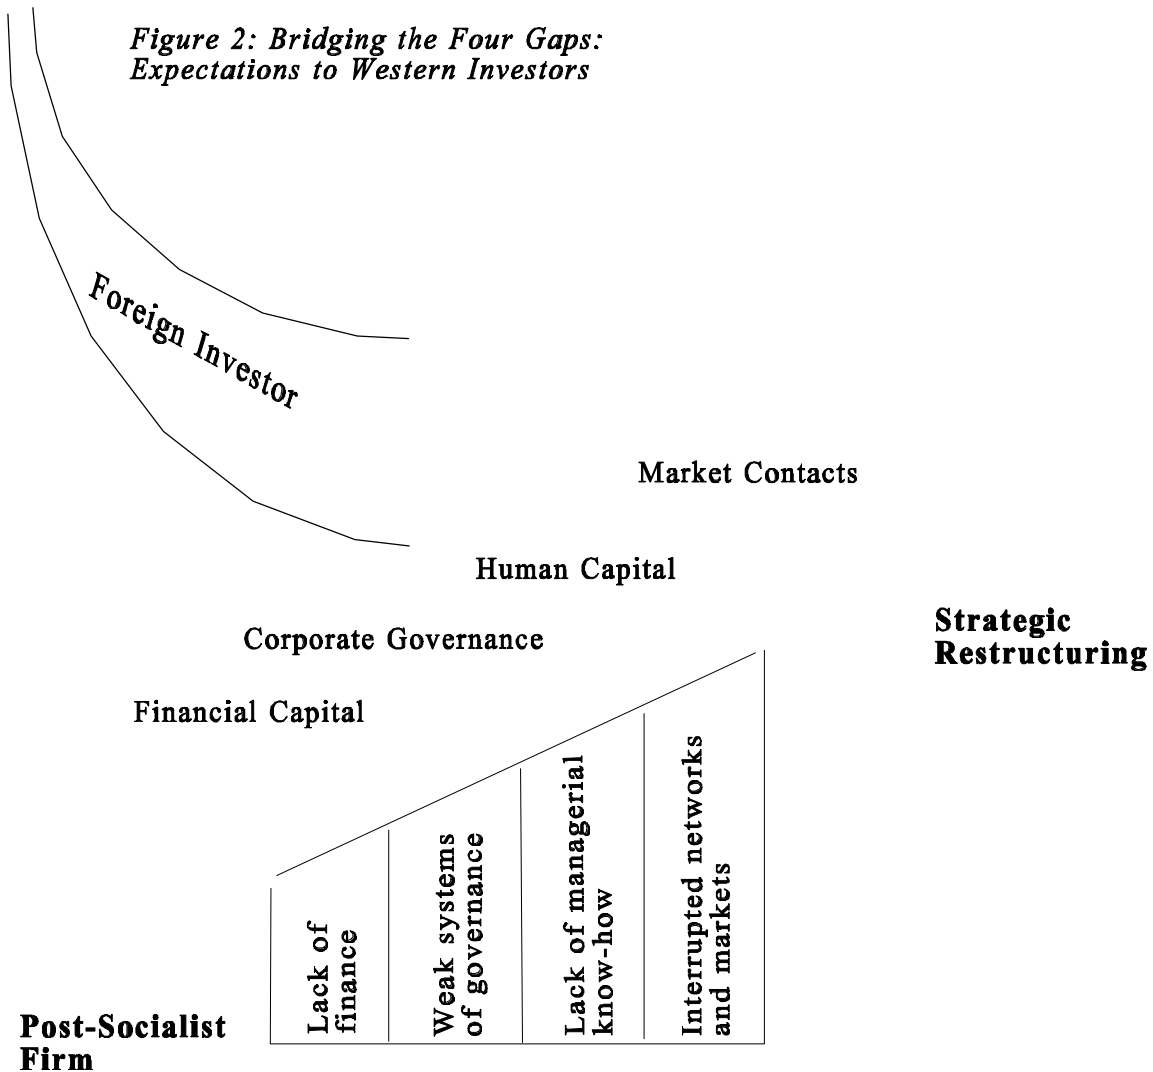 Figure 2: Bridging the Four Gaps:
Expectations to Western Investors
Foreign Investor
Market Contacts
Human Capital
Corporate Governance
Financial Capital
Strategic
Restructuring
Lack of
finance
Weak systems
of governance
Lack of managerial
know-how
Interrupted networks
and markets
Post-Socialist
Firm